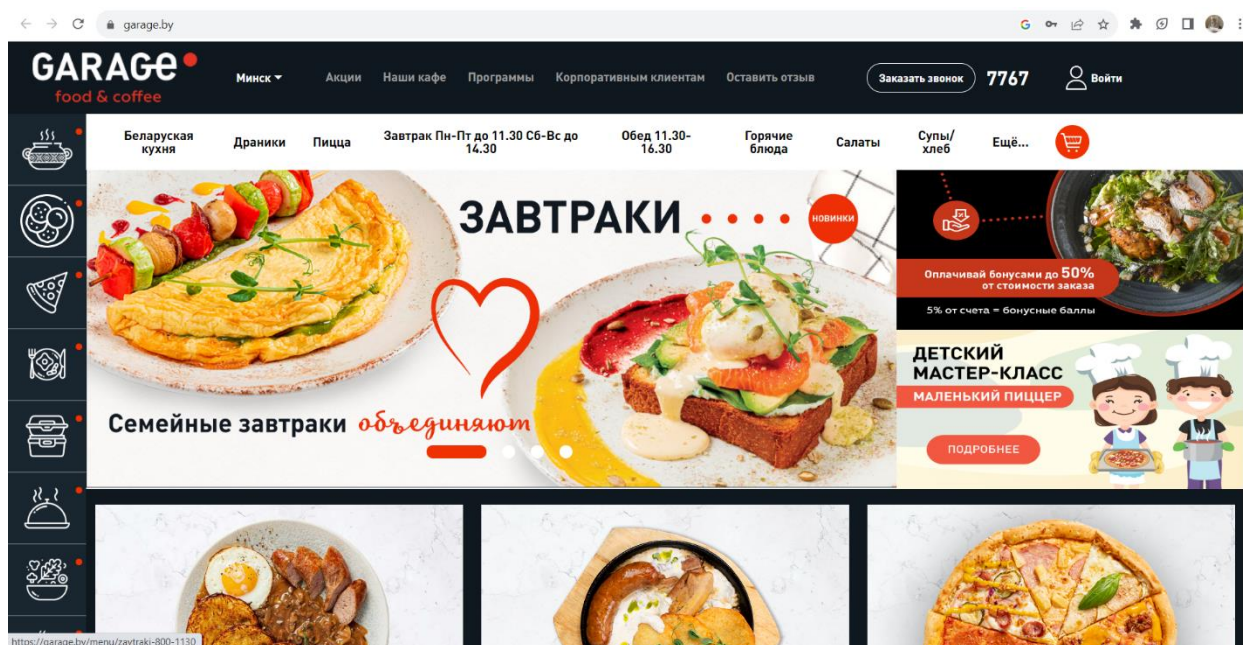 garage.by
GARAGE
food & coffee
Минск
Акции
Наши кафе
Программы
Корпоративным клиентам
Оставить отзыв
Заказать звонок
7767
Войти
Беларуская
кухня
Драники
Пицца
Завтрак Пн-Пт до 11.30 Сб-Вс до
14.30
Обед 11.30-
16.30
Горячие
блюда
Салаты
Супы/
хлеб
Ещё...
ЗАВТРАКИ
НОВИНКИ
Семейные завтраки объединяют
Оплачивай бонусами до 50%
от стоимости заказа
5% от счета = бонусные баллы
ДЕТСКИЙ
МАСТЕР-КЛАСС
МАЛЕНЬКИЙ ПИЦЦЕР
ПОДРОБНЕЕ
https://garage.by/menu/zavtraki-800-1130